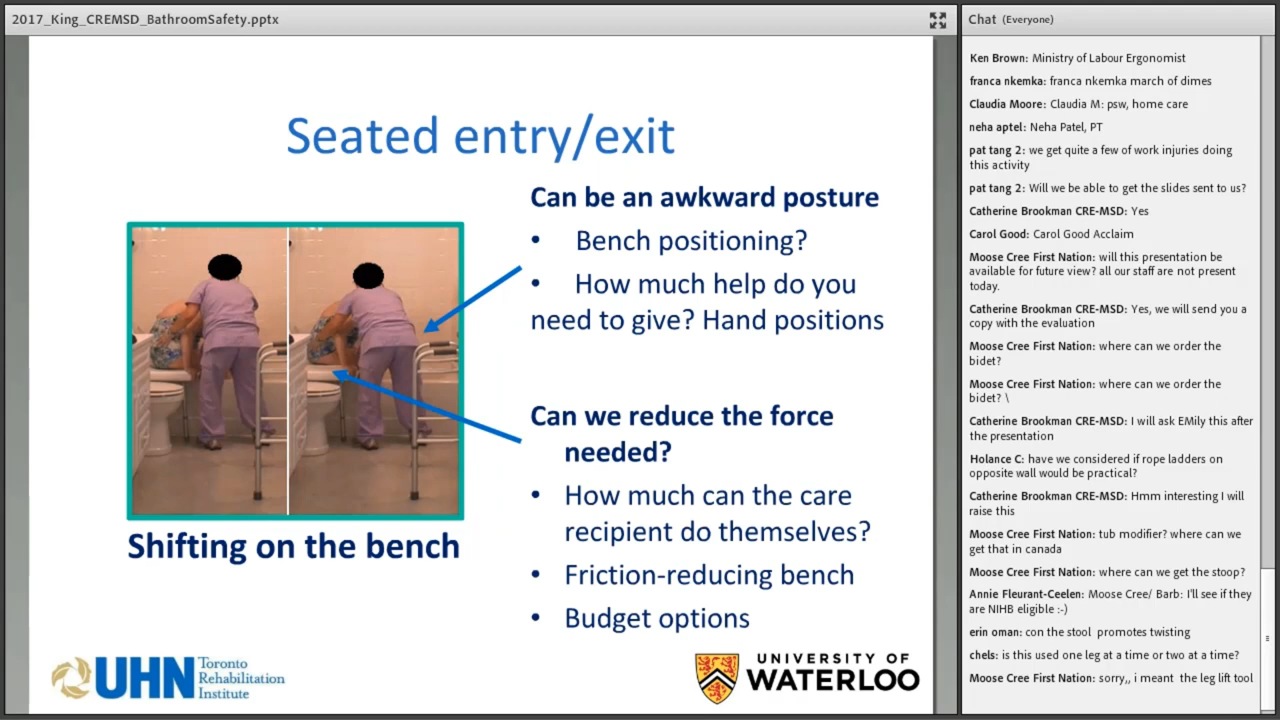 2017_King_CREMSD_BathroomSafety.pptx
Seated entry/exit
Can be an awkward posture
• Bench positioning?
• How much help do you
need to give? Hand positions
Can we reduce the force
needed?
• How much can the care
recipient do themselves?
• Friction-reducing bench
• Budget options
Shifting on the bench
UHN
Toronto
Rehabilitation
Institute
UNIVERSITY OF
WATERLOO
Chat (Everyone)
Ken Brown: Ministry of Labour Ergonomist
franca nkemka: franca nkemka march of dimes
Claudia Moore: Claudia M: psw, home care
neha aptel: Neha Patel, PT
pat tang 2: we get quite a few of work injuries doing
this activity
pat tang 2: Will we be able to get the slides sent to us?
Catherine Brookman CRE-MSD: Yes
Carol Good: Carol Good Acclaim
Moose Cree First Nation: will this presentation be
available for future view? all our staff are not present
today.
Catherine Brookman CRE-MSD: Yes, we will send you a
copy with the evaluation
Moose Cree First Nation: where can we order the
bidet?
Moose Cree First Nation: where can we order the
bidet? \
Catherine Brookman CRE-MSD: I will ask EMily this after
the presentation
Holance C: have we considered if rope ladders on
opposite wall would be practical?
Catherine Brookman CRE-MSD: Hmm interesting I will
raise this
Moose Cree First Nation: tub modifier? where can we
get that in canada
Moose Cree First Nation: where can we get the stoop?
Annie Fleurant-Ceelen: Moose Cree/ Barb: I'll see if they
are NIHB eligible :-)
erin oman: con the stool promotes twisting
chels: is this used one leg at a time or two at a time?
Moose Cree First Nation: sorry,, i meant the leg lift tool